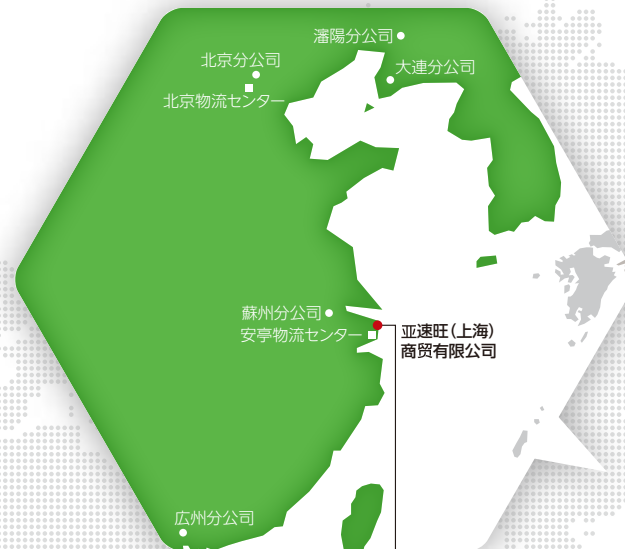 瀋陽分公司
北京分公司
大連分公司
北京物流センター
蘇州分公司
安亭物流センター
亚速旺(上海)
商贸有限公司
広州分公司